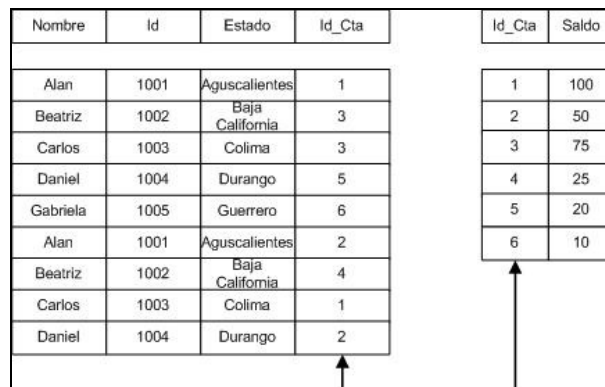 Nombre Id Estado Id_Cta Id_Cta Saldo
Alan 1001 Aguscalientes 1 1 100
Beatriz 1002 Baja California 3 2 50
Carlos 1003 Colima 3 3 75
Daniel 1004 Durango 5 4 25
Gabriela 1005 Guerrero 6 5 20
Alan 1001 Aguscalientes 2 6 10
Beatriz 1002 Baja California 4
Carlos 1003 Colima 1
Daniel 1004 Durango 2